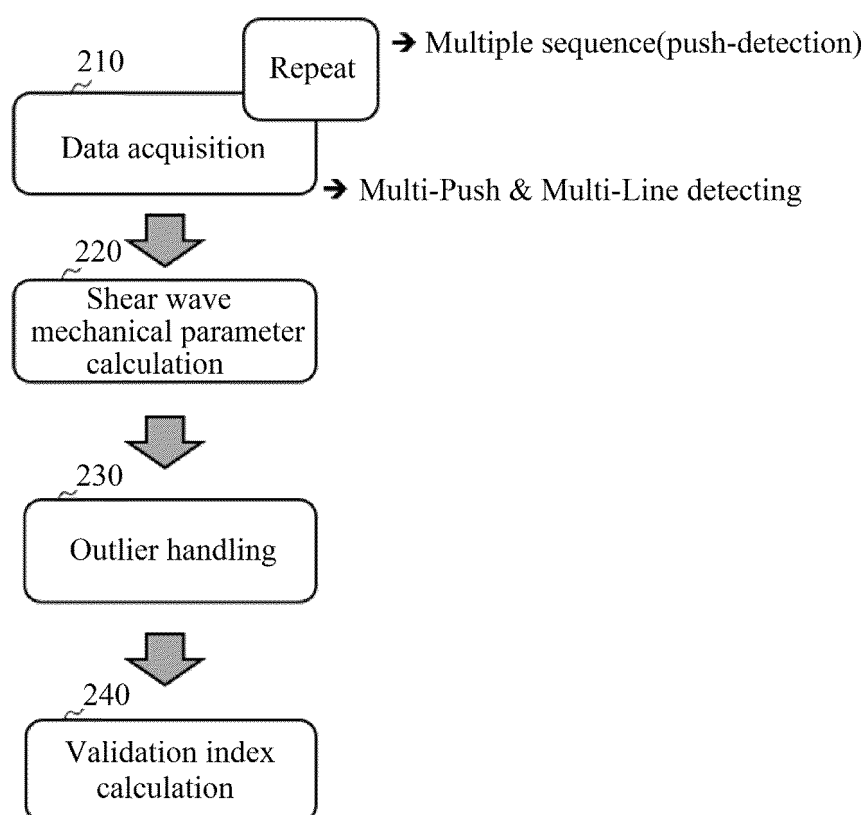 Repeat
➔ Multiple sequence(push-detection)
210
Data acquisition
➔ Multi-Push & Multi-Line detecting
220
Shear wave
mechanical parameter
calculation
230
Outlier handling
240
Validation index
calculation